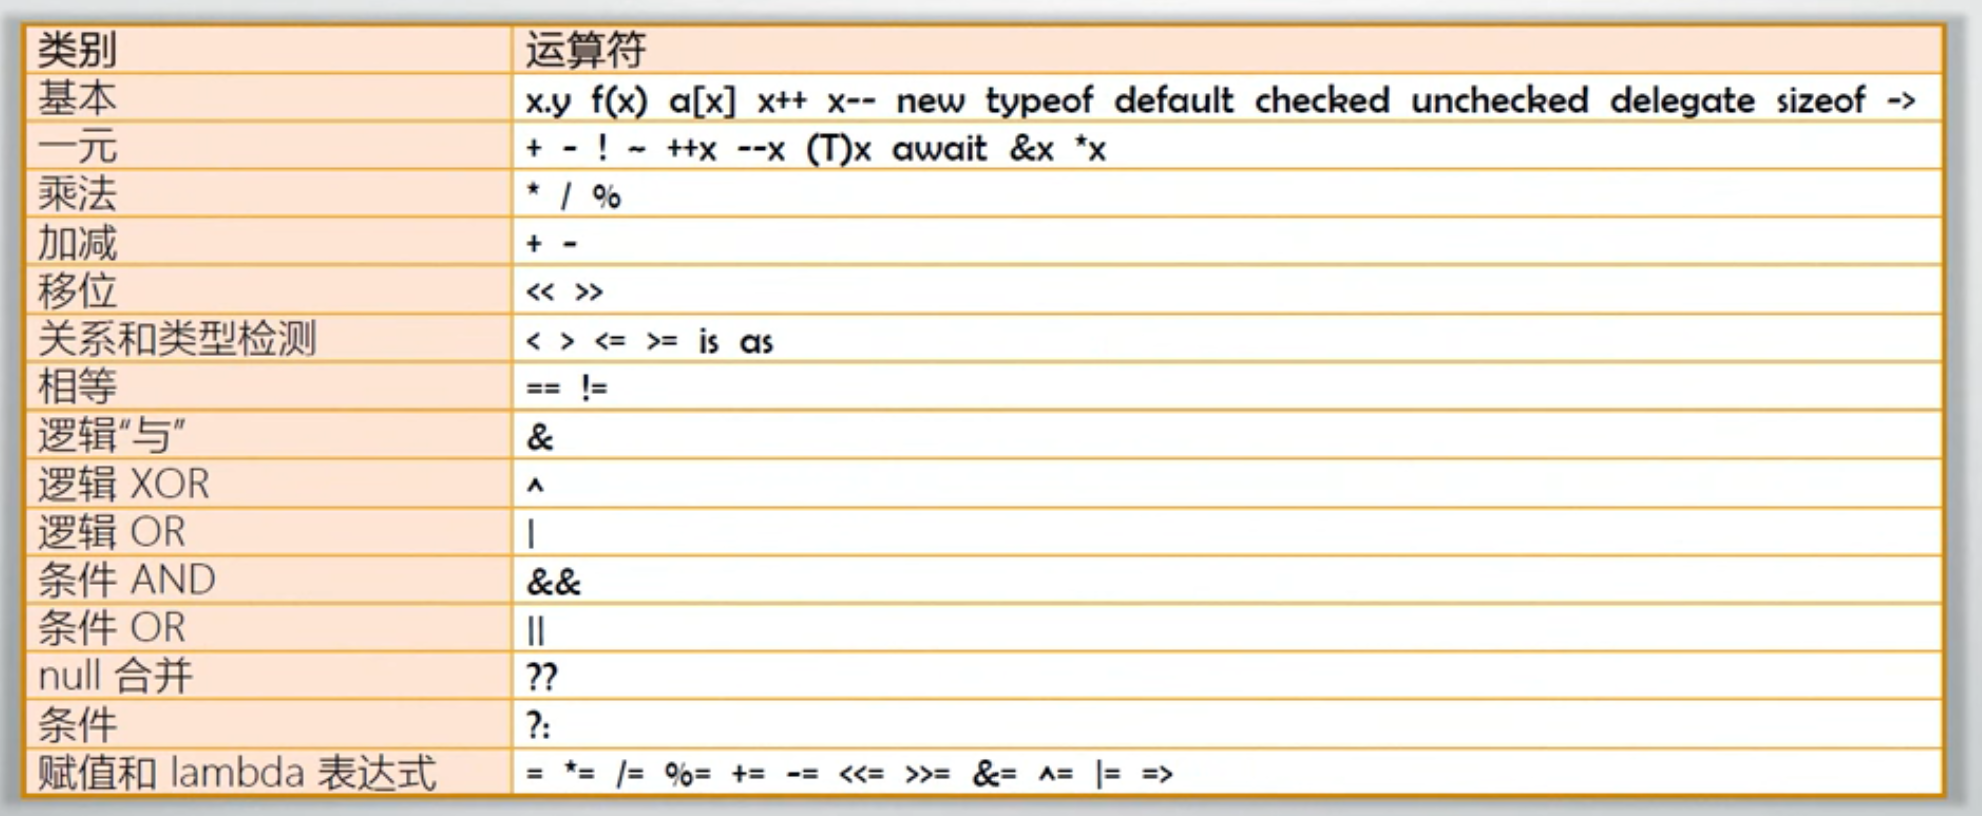 类别 运算符
基本 x.y f(x) a[x] x++ x-- new typeof default checked unchecked delegate sizeof ->
一元 + - ! ~ ++x --x (T)x await &x *x
乘法 * / %
加减 + -
移位 << >>
关系和类型检测 < > <= >= is as
相等 == !=
逻辑“与” &
逻辑 XOR ^
逻辑 OR |
条件 AND &&
条件 OR ||
null 合并 ??
条件 ?:
赋值和 lambda 表达式 = *= /= %= += -= <<= >>= &= ^= |= =>